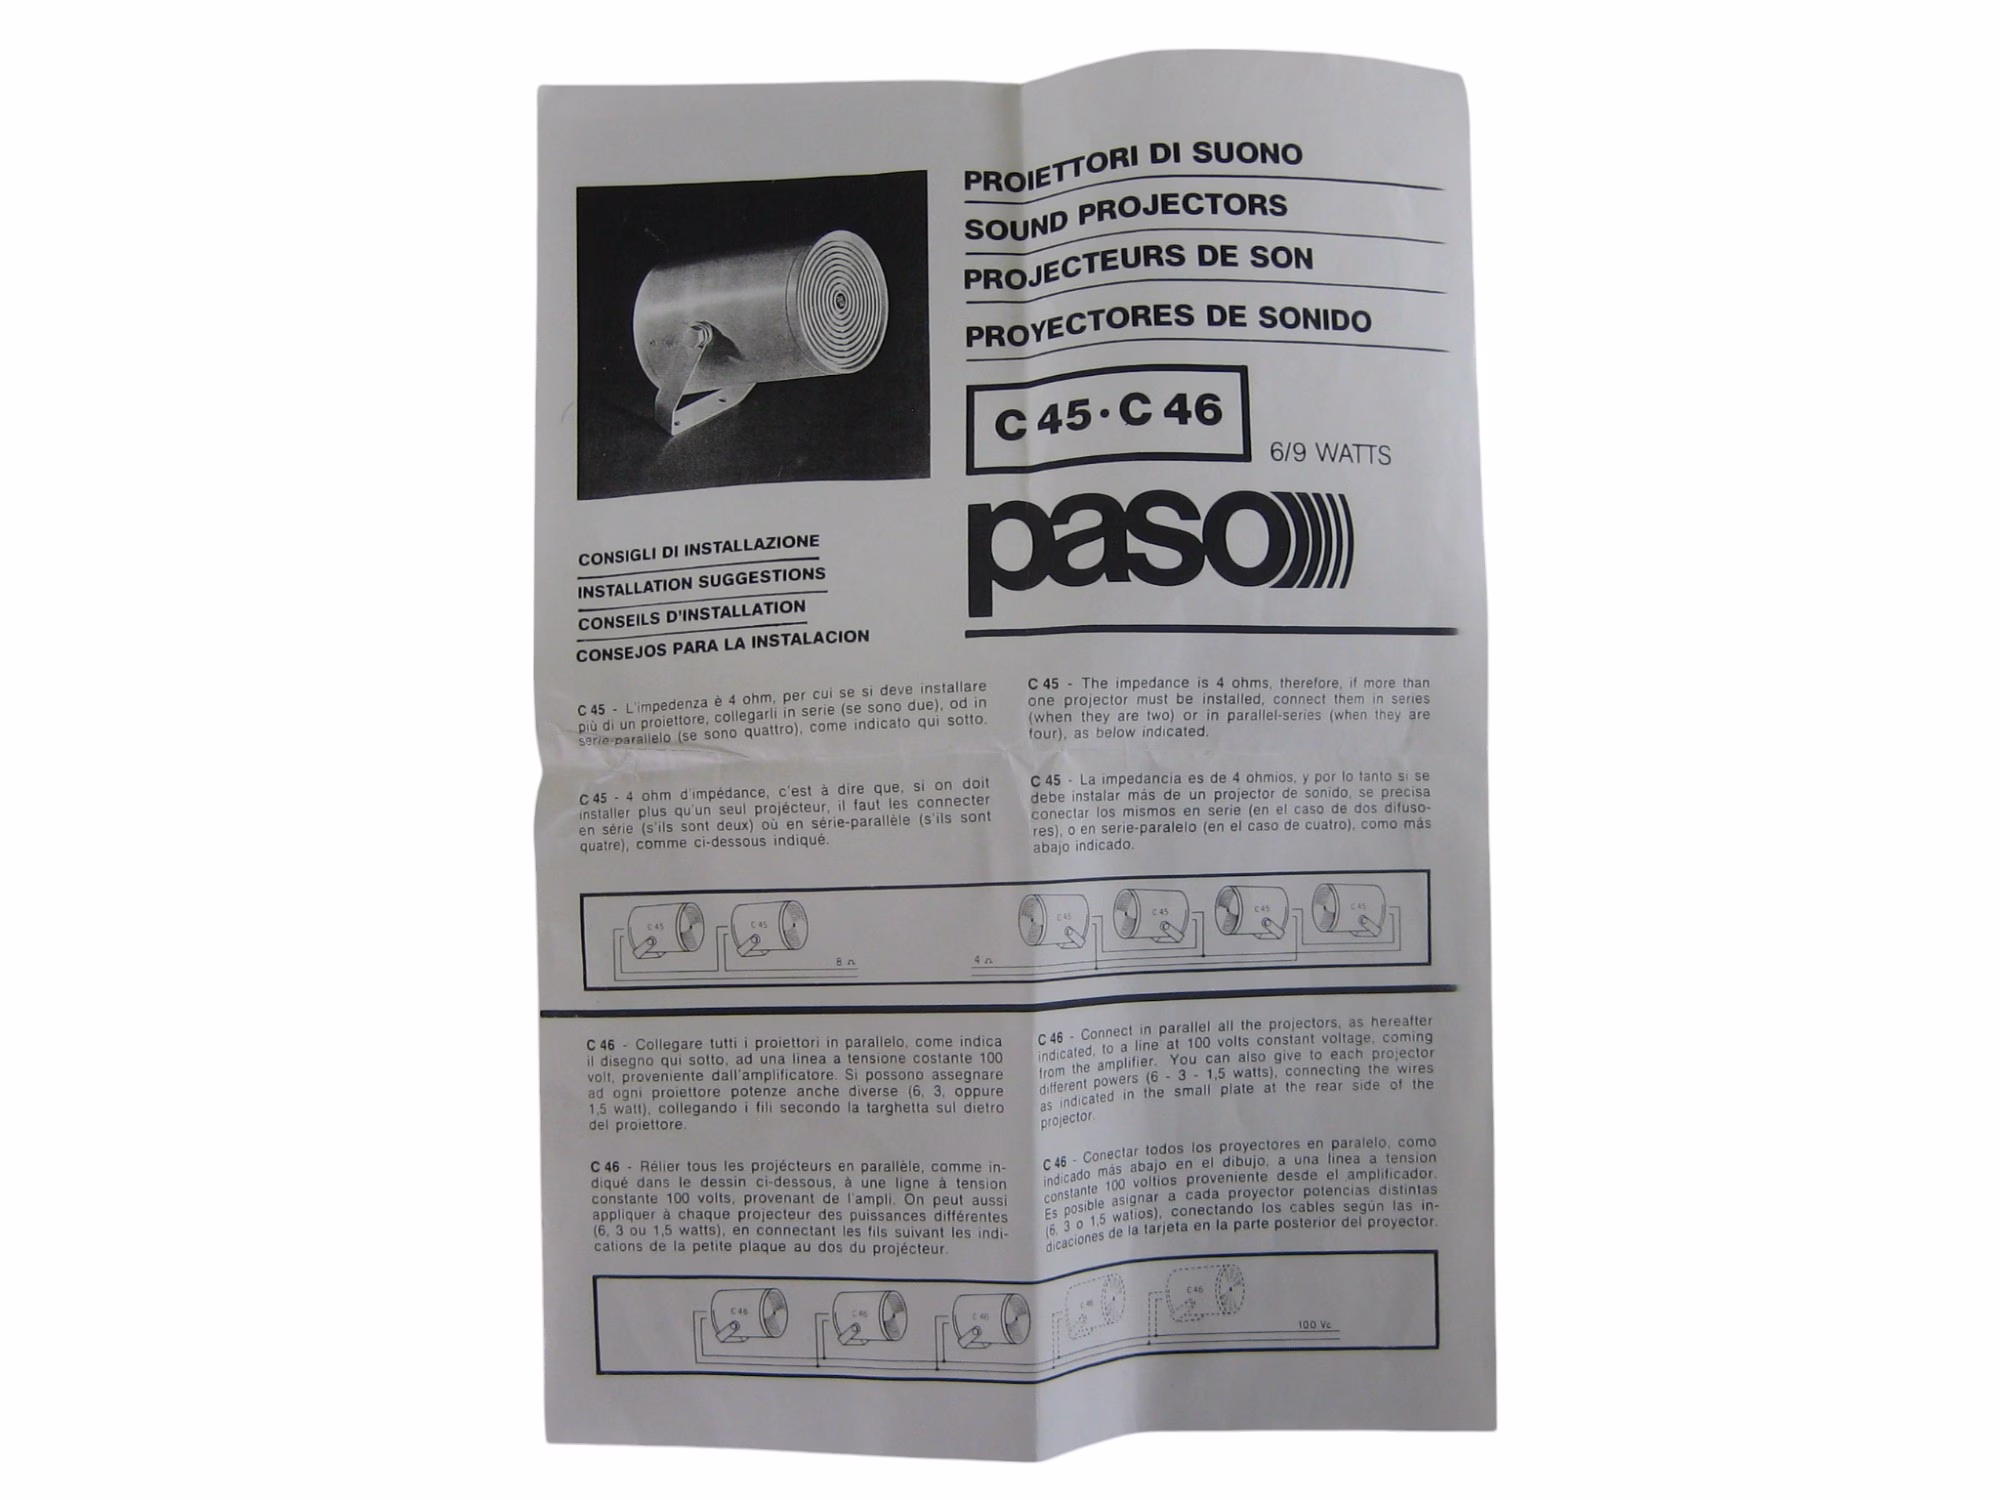 PROIETTORI DI SUONO
SOUND PROJECTORS
PROJECTEURS DE SON
PROYECTORES DE SONIDO
C 45 · C 46
6/9 WATTS
paso
CONSIGLI DI INSTALLAZIONE
INSTALLATION SUGGESTIONS
CONSEILS D'INSTALLATION
CONSEJOS PARA LA INSTALACION
C 45 - L'impedenza è 4 ohm, per cui se si deve installare
più di un proiettore, collegarli in serie (se sono due), od in
serie-parallelo (se sono quattro), come indicato qui sotto.
C 45 - The impedance is 4 ohms, therefore, if more than
one projector must be installed, connect them in series
(when they are two) or in parallel-series (when they are
four), as below indicated.
C 45 - 4 ohm d'impédance, c'est à dire que, si on doit
installer plus qu'un seul projécteur, il faut les connecter
en série (s'ils sont deux) où en série-parallèle (s'ils sont
quatre), comme ci-dessous indiqué.
C 45 - La impedancia es de 4 ohmios, y por lo tanto si se
debe instalar más de un projector de sonido, se precisa
conectar los mismos en serie (en el caso de dos difuso-
res), o en serie-paralelo (en el caso de cuatro), como más
abajo indicado.
C 45
C 45
8 Ω
4 Ω
C 45
C 45
C 45
C 45
C 46 - Collegare tutti i proiettori in parallelo, come indica
il disegno qui sotto, ad una linea a tensione costante 100
volt, proveniente dall'amplificatore. Si possono assegnare
ad ogni proiettore potenze anche diverse (6, 3, oppure
1,5 watt), collegando i fili secondo la targhetta sul dietro
del proiettore.
C 46 - Connect in parallel all the projectors, as hereafter
indicated, to a line at 100 volts constant voltage, coming
from the amplifier. You can also give to each projector
different powers (6 - 3 - 1,5 watts), connecting the wires
as indicated in the small plate at the rear side of the
projector.
C 46 - Rélier tous les projécteurs en parallèle, comme in-
diqué dans le dessin ci-dessous, à une ligne à tension
constante 100 volts, provenant de l'ampli. On peut aussi
appliquer à chaque projecteur des puissances différentes
(6, 3 ou 1,5 watts), en connectant les fils suivant les indi-
cations de la petite plaque au dos du projécteur.
C 46 - Conectar todos los proyectores en paralelo, como
indicado más abajo en el dibujo, a una linea a tension
constante 100 voltios proveniente desde el amplificador.
Es posible asignar a cada proyector potencias distintas
(6, 3 o 1,5 watios), conectando los cables según las in-
dicaciones de la tarjeta en la parte posterior del proyector.
C 46
C 46
C 46
C 46
C 46
100 Vc